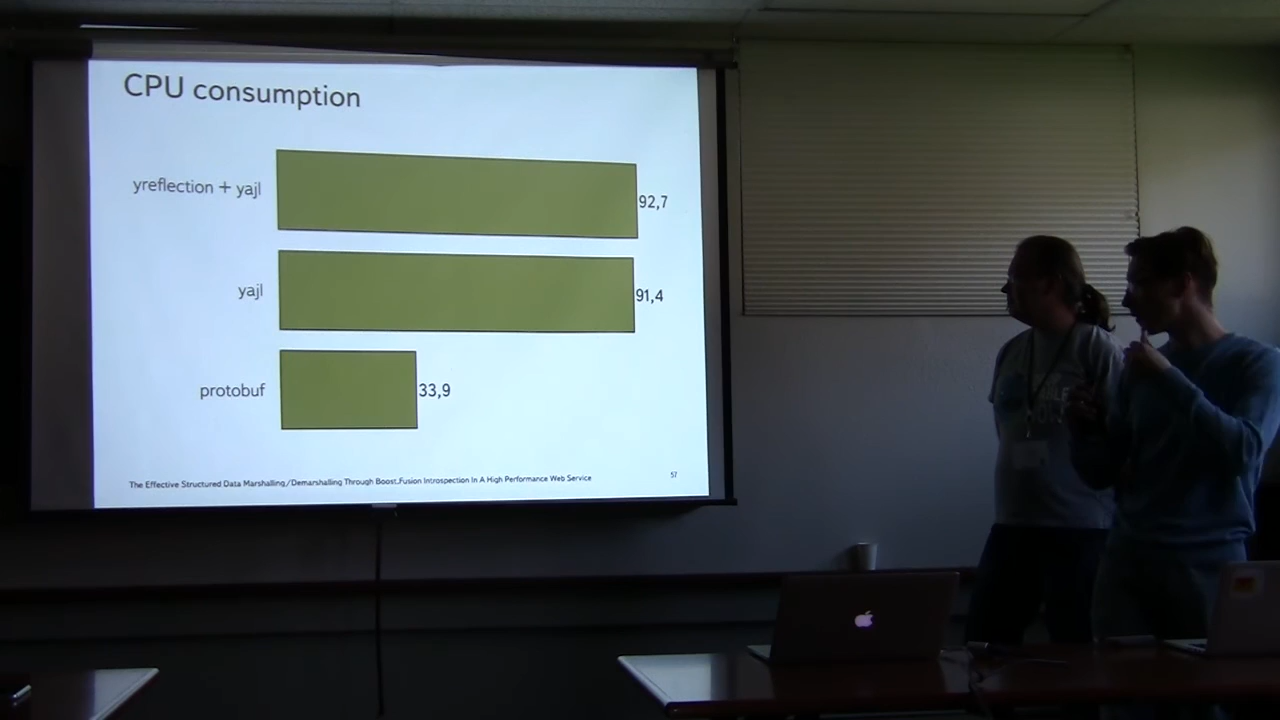 CPU consumption
yreflection + yajl
92,7
yajl
91,4
protobuf
33,9
The Effective Structured Data Marshalling/Demarshalling Through Boost.Fusion Introspection In A High Performance Web Service
57